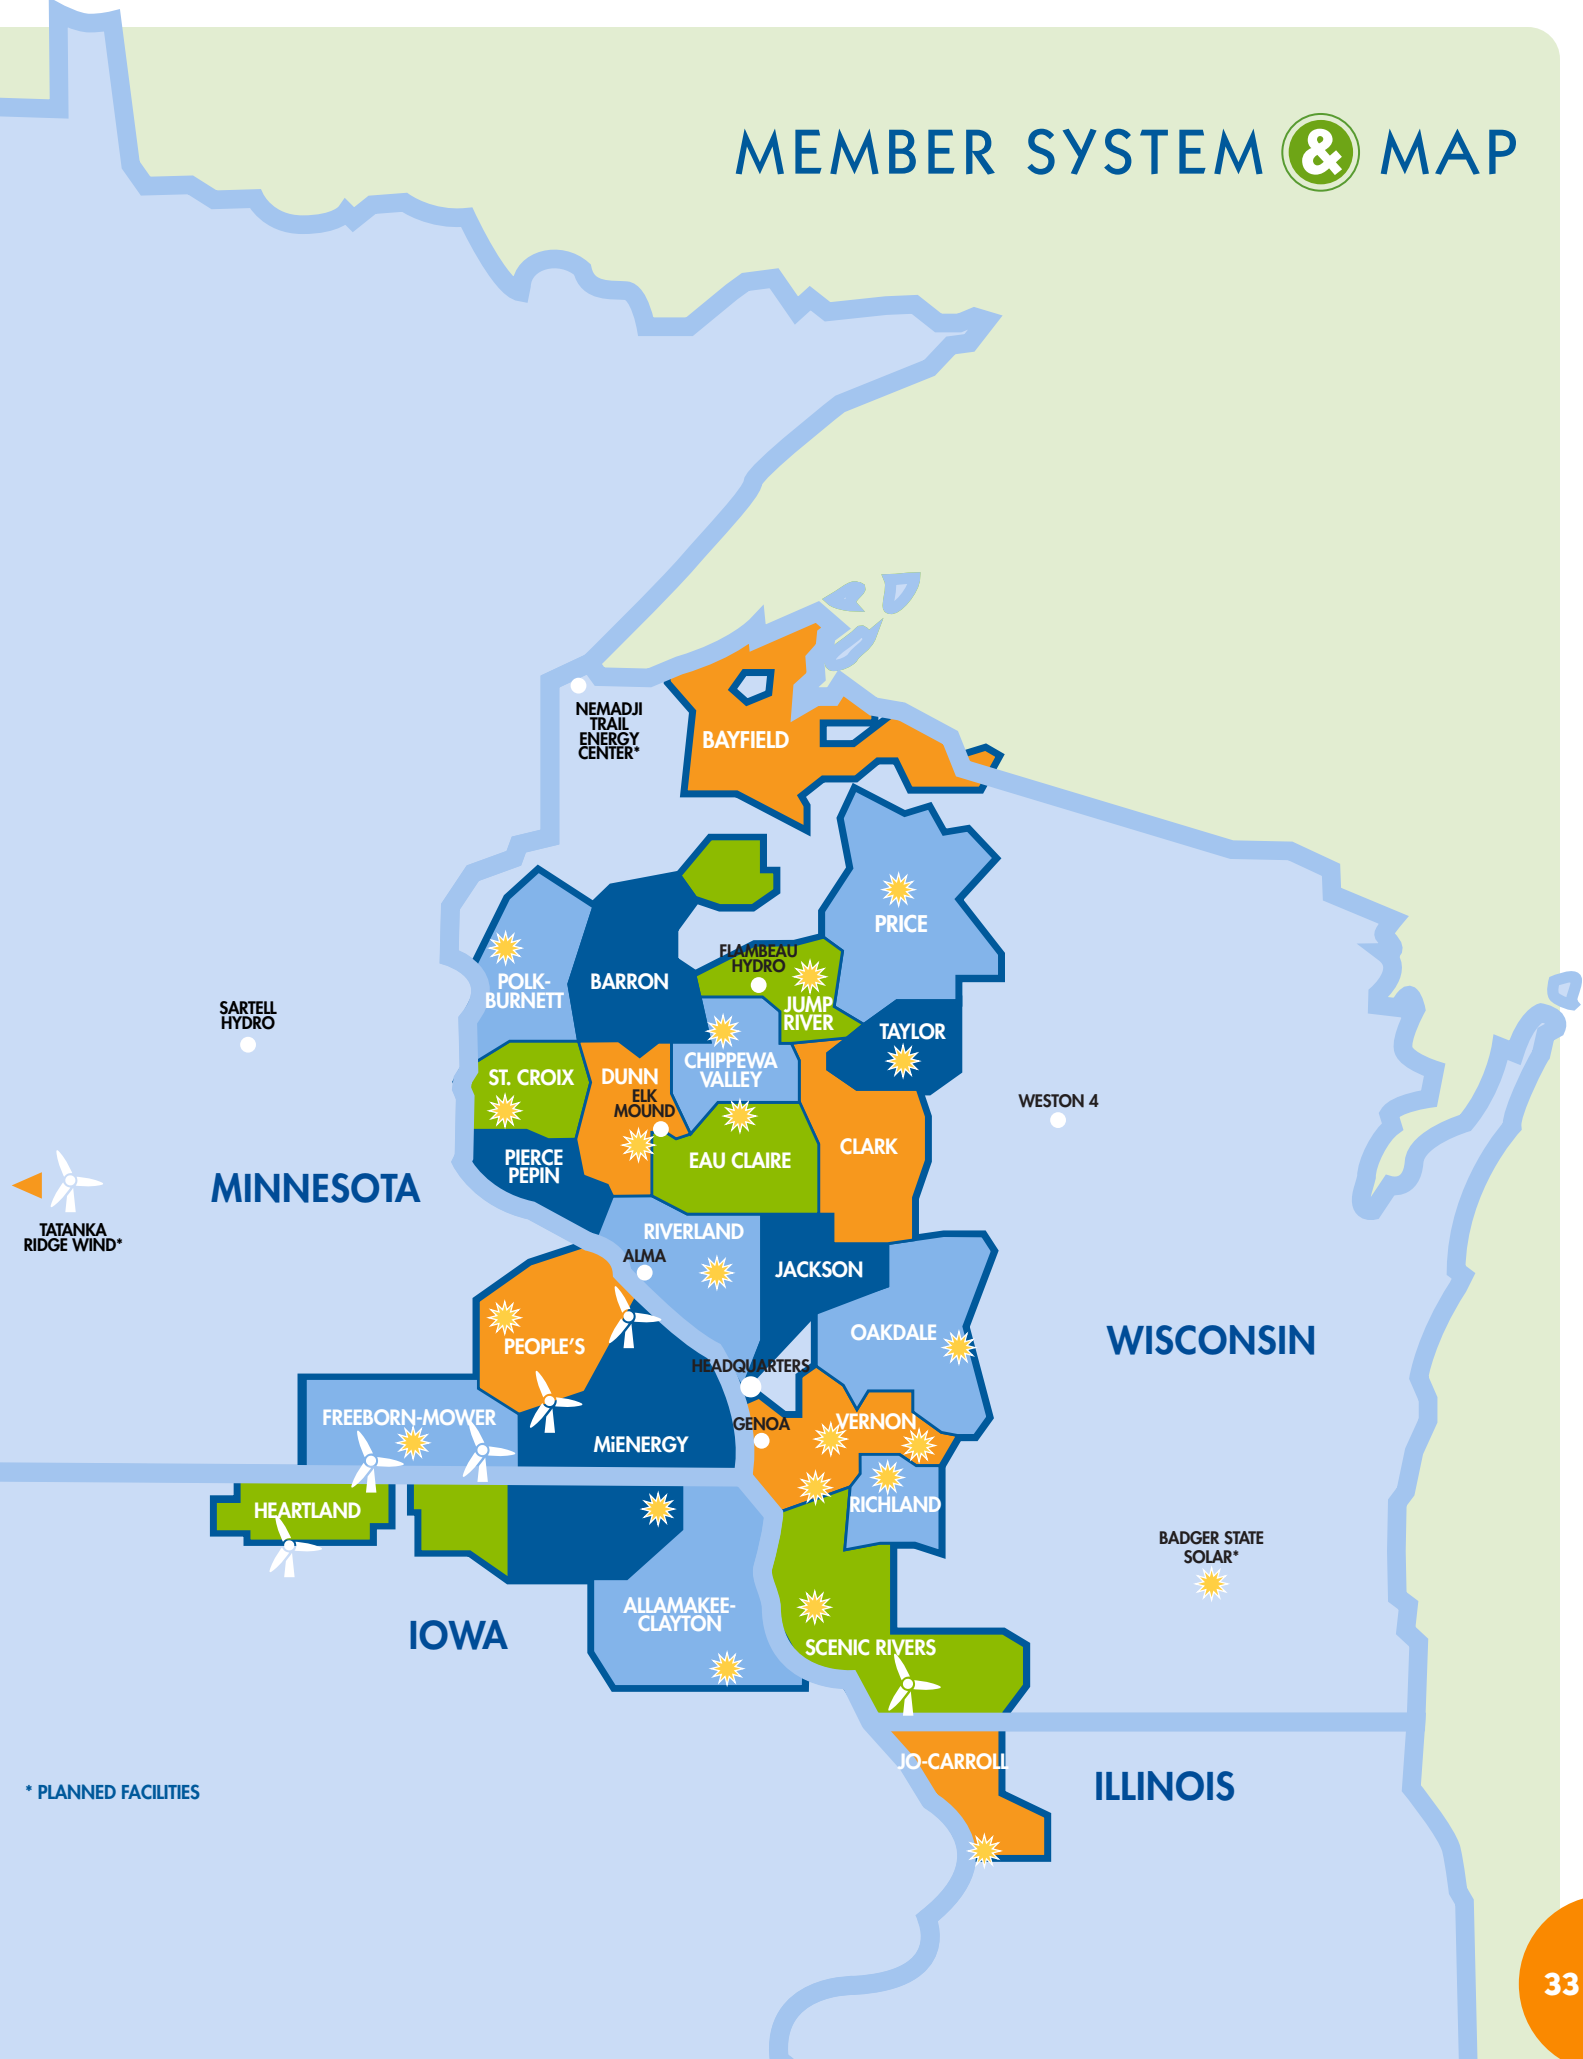 MEMBER SYSTEM & MAP
NEMADJI
TRAIL
ENERGY
CENTER*
BAYFIELD
PRICE
FLAMBEAU
HYDRO
POLK-
BURNETT
BARRON
JUMP
RIVER
SARTELL
HYDRO
TAYLOR
CHIPPEWA
VALLEY
ST. CROIX
DUNN
ELK
MOUND
WESTON 4
CLARK
EAU CLAIRE
PIERCE
PEPIN
MINNESOTA
TATANKA
RIDGE WIND*
RIVERLAND
ALMA
JACKSON
OAKDALE
WISCONSIN
PEOPLE'S
HEADQUARTERS
FREEBORN-MOWER
GENOA
VERNON
MiENERGY
RICHLAND
HEARTLAND
BADGER STATE
SOLAR*
ALLAMAKEE-
CLAYTON
IOWA
SCENIC RIVERS
JO-CARROLL
ILLINOIS
* PLANNED FACILITIES
33